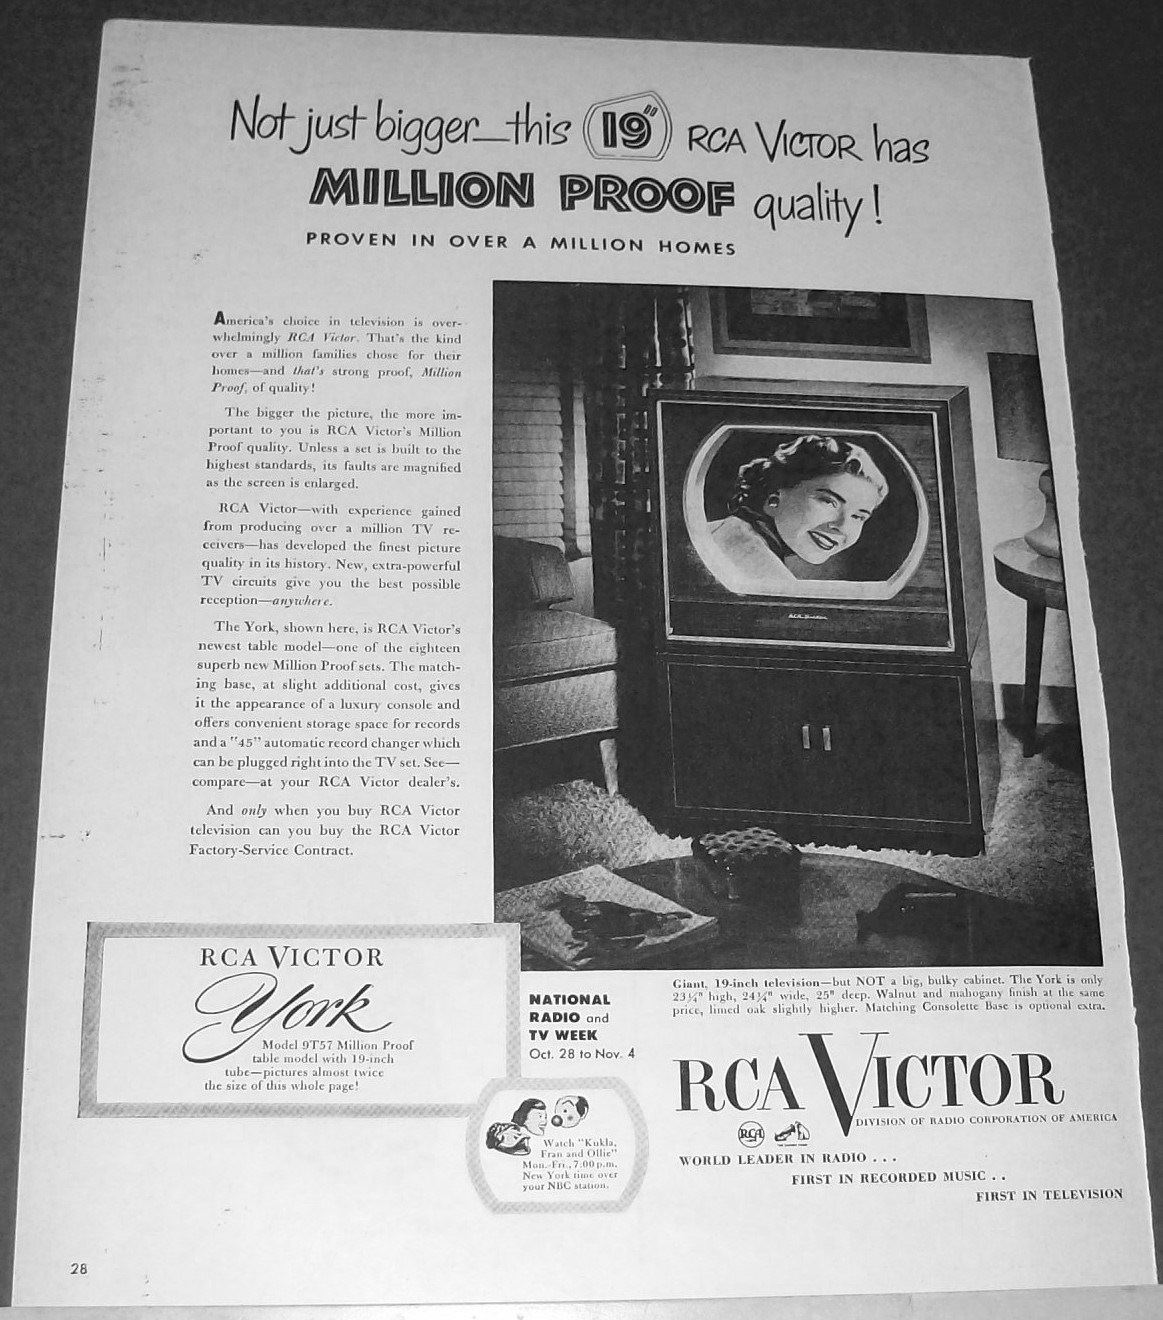 Not just bigger—this 19" RCA VICTOR has
MILLION PROOF quality!
PROVEN IN OVER A MILLION HOMES
America's choice in television is over-
whelmingly RCA Victor. That's the kind
over a million families chose for their
homes—and that's strong proof, Million
Proof, of quality!
The bigger the picture, the more im-
portant to you is RCA Victor's Million
Proof quality. Unless a set is built to the
highest standards, its faults are magnified
as the screen is enlarged.
RCA Victor—with experience gained
from producing over a million TV re-
ceivers—has developed the finest picture
quality in its history. New, extra-powerful
TV circuits give you the best possible
reception—anywhere.
The York, shown here, is RCA Victor's
newest table model—one of the eighteen
superb new Million Proof sets. The match-
ing base, at slight additional cost, gives
it the appearance of a luxury console and
offers convenient storage space for records
and a "45" automatic record changer which
can be plugged right into the TV set. See—
compare—at your RCA Victor dealer's.
And only when you buy RCA Victor
television can you buy the RCA Victor
Factory-Service Contract.
RCA Victor
Giant, 19-inch television—but NOT a big, bulky cabinet. The York is only
23¼" high, 24¼" wide, 25" deep. Walnut and mahogany finish at the same
price, limed oak slightly higher. Matching Consolette Base is optional extra.
RCA VICTOR
York
Model 9T57 Million Proof
table model with 19-inch
tube—pictures almost twice
the size of this whole page!
NATIONAL
RADIO and
TV WEEK
Oct. 28 to Nov. 4
Watch "Kukla,
Fran and Ollie"
Mon.-Fri., 7:00 p.m.
New York time over
your NBC station.
RCA VICTOR
DIVISION OF RADIO CORPORATION OF AMERICA
RCA
WORLD LEADER IN RADIO . . .
FIRST IN RECORDED MUSIC . .
FIRST IN TELEVISION
28